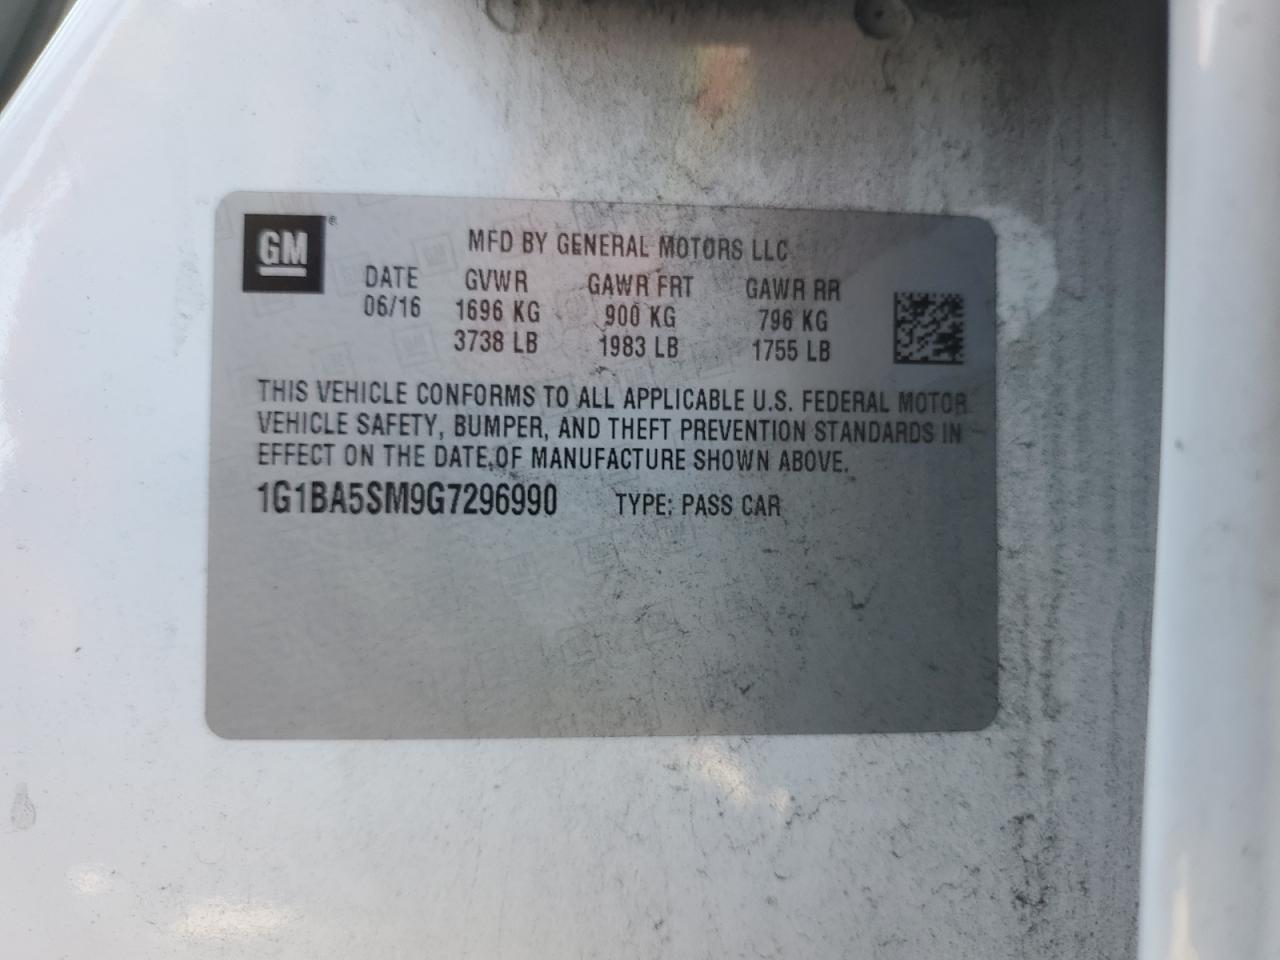 GM ®
MFD BY GENERAL MOTORS LLC
DATE GVWR GAWR FRT GAWR RR
06/16 1696 KG 900 KG 796 KG
3738 LB 1983 LB 1755 LB
THIS VEHICLE CONFORMS TO ALL APPLICABLE U.S. FEDERAL MOTOR
VEHICLE SAFETY, BUMPER, AND THEFT PREVENTION STANDARDS IN
EFFECT ON THE DATE OF MANUFACTURE SHOWN ABOVE.
1G1BA5SM9G7296990 TYPE: PASS CAR